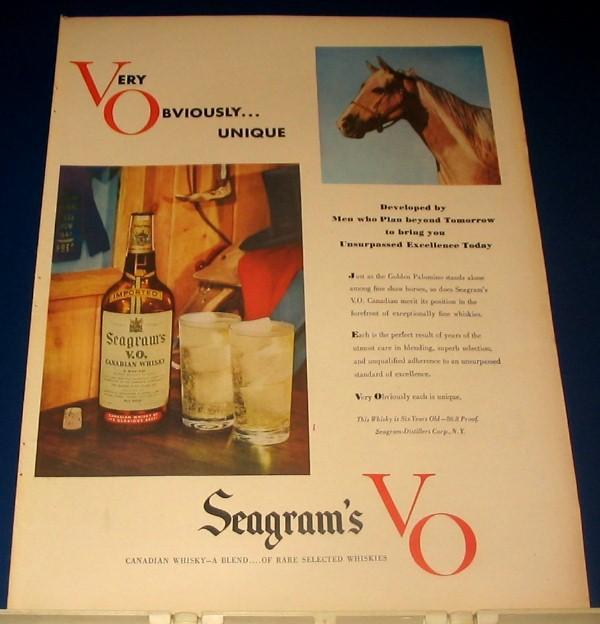 VERY
OBVIOUSLY...
UNIQUE
Developed by
Men who Plan beyond Tomorrow
to bring you
Unsurpassed Excellence Today
Just as the Golden Palomino stands alone
among fine show horses, so does Seagram's
V.O. Canadian merit its position in the
forefront of exceptionally fine whiskies.
Each is the perfect result of years of the
utmost care in blending, superb selection,
and unqualified adherence to an unsurpassed
standard of excellence.
Very Obviously each is unique.
This Whisky is Six Years Old—86.8 Proof.
Seagram-Distillers Corp., N.Y.
IMPORTED
Seagram's
V.O.
CANADIAN WHISKY
Seagram's VO
CANADIAN WHISKY—A BLEND....OF RARE SELECTED WHISKIES